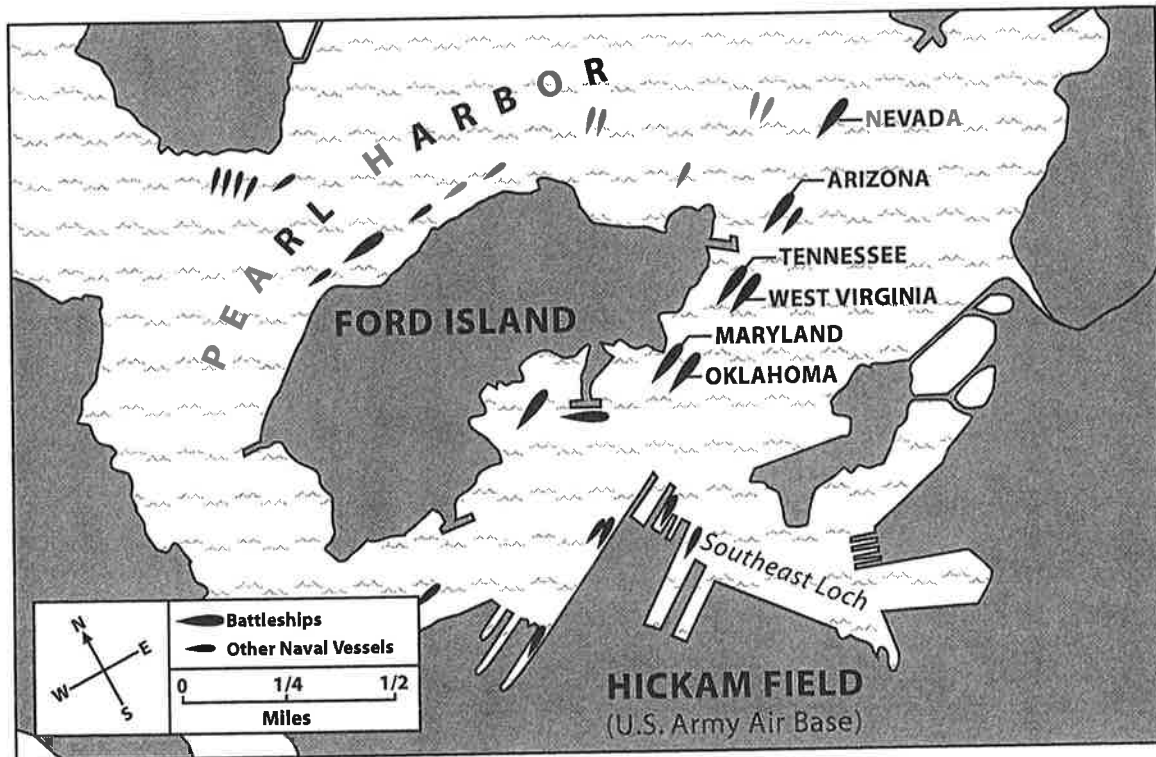 PEARL HARBOR
NEVADA
ARIZONA
TENNESSEE
WEST VIRGINIA
MARYLAND
OKLAHOMA
FORD ISLAND
Southeast Loch
HICKAM FIELD
(U.S. Army Air Base)
N
E
W
S
Battleships
Other Naval Vessels
0 1/4 1/2
Miles